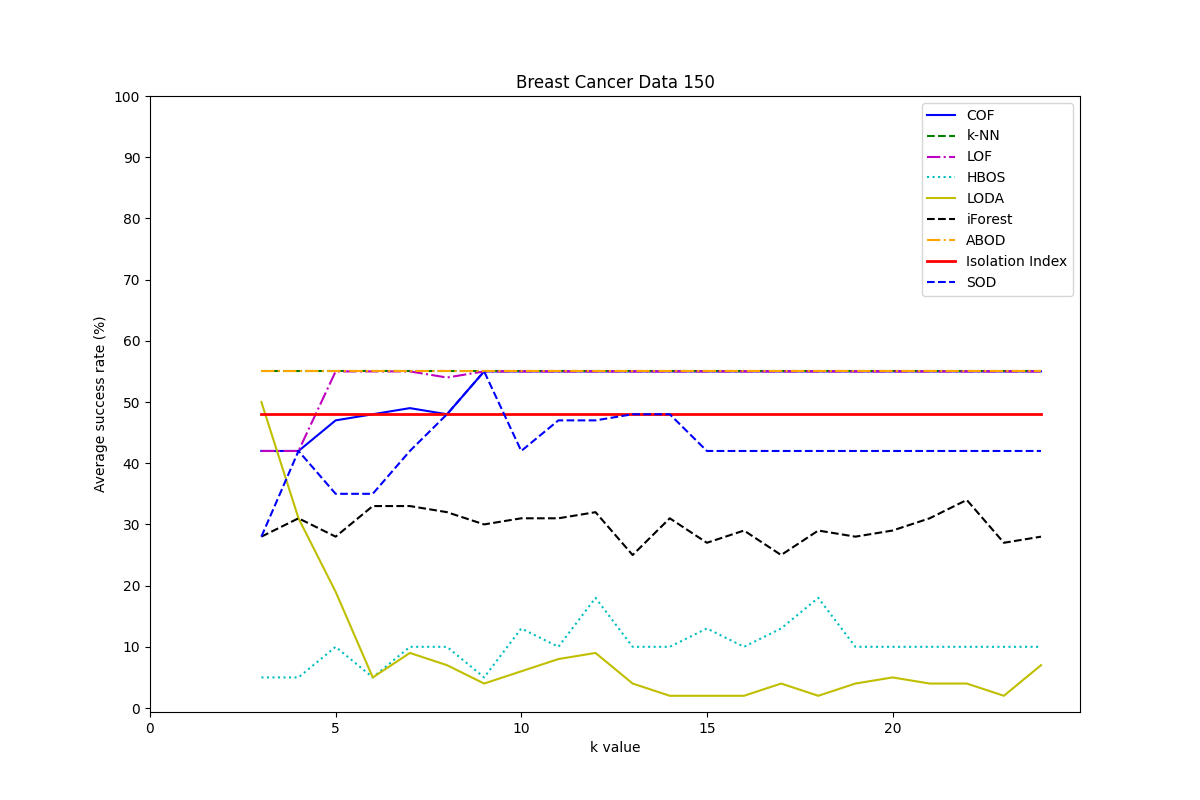 Breast Cancer Data 150
Average success rate (%)
100
90
80
70
60
50
40
30
20
10
0
0
5
10
15
20
k value
COF
k-NN
LOF
HBOS
LODA
iForest
ABOD
Isolation Index
SOD